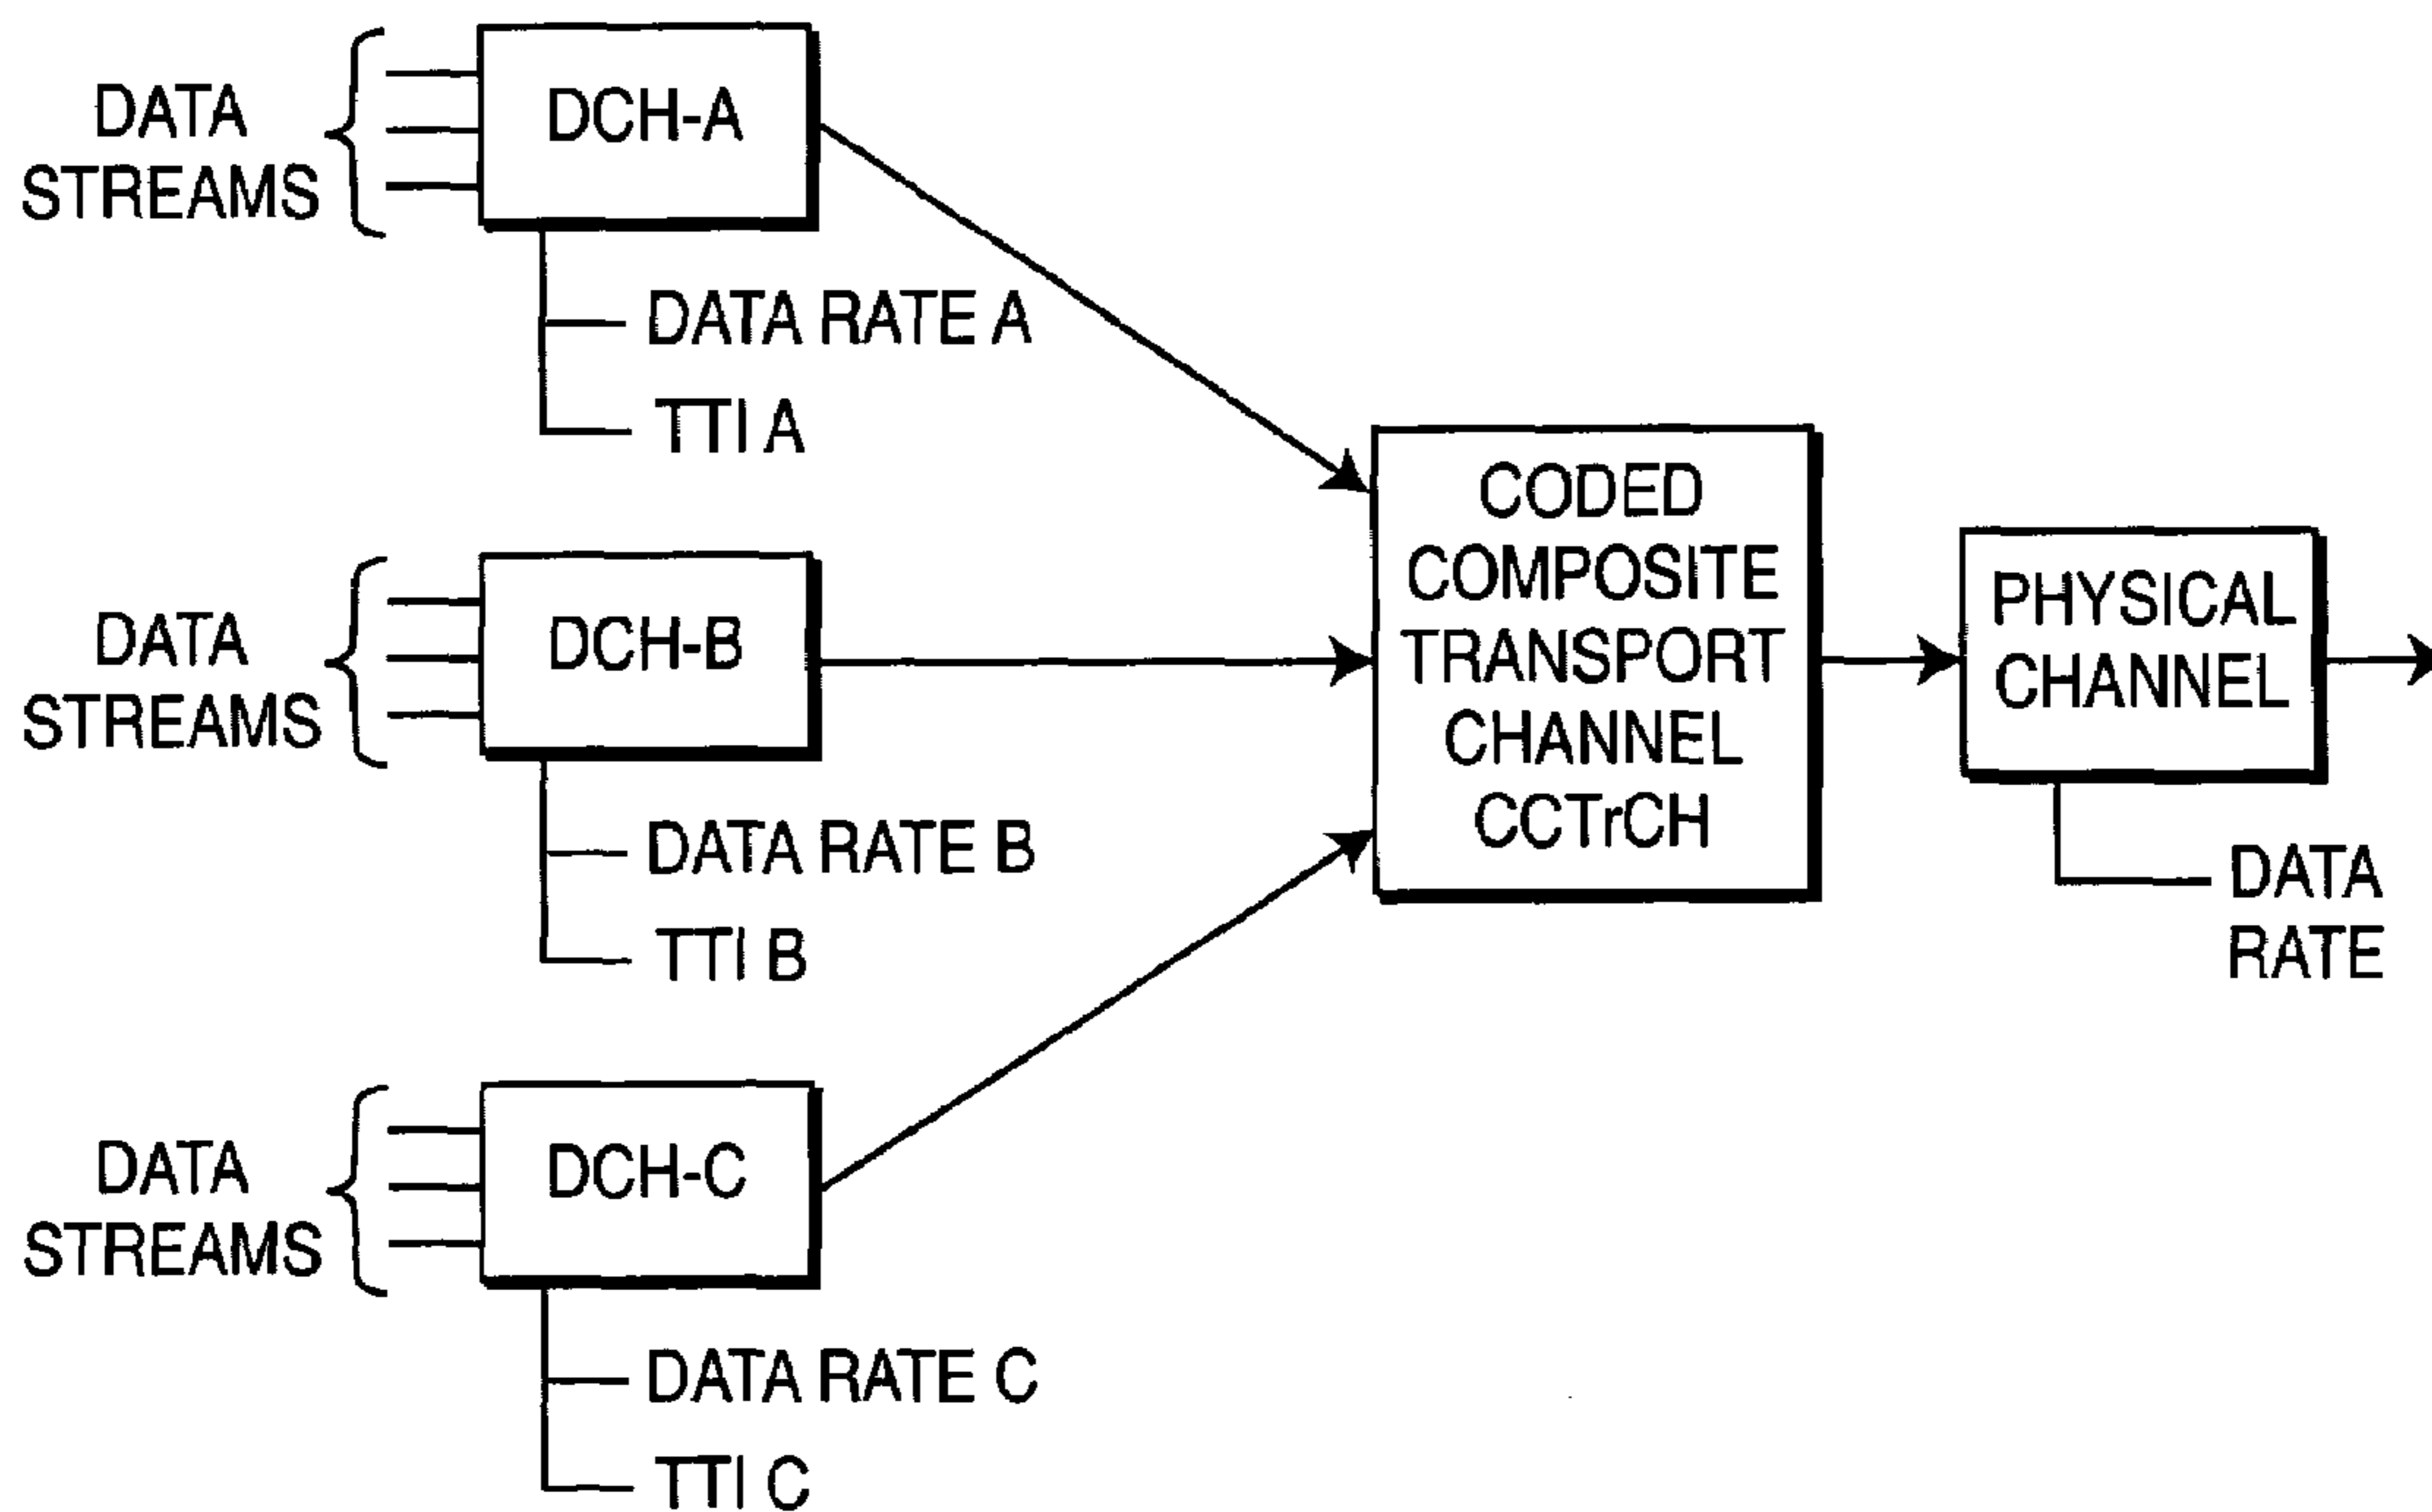 DATA
STREAMS
DCH-A
DATA RATE A
TTI A
DATA
STREAMS
DCH-B
DATA RATE B
TTI B
DATA
STREAMS
DCH-C
DATA RATE C
TTI C
CODED
COMPOSITE
TRANSPORT
CHANNEL
CCTrCH
PHYSICAL
CHANNEL
DATA
RATE